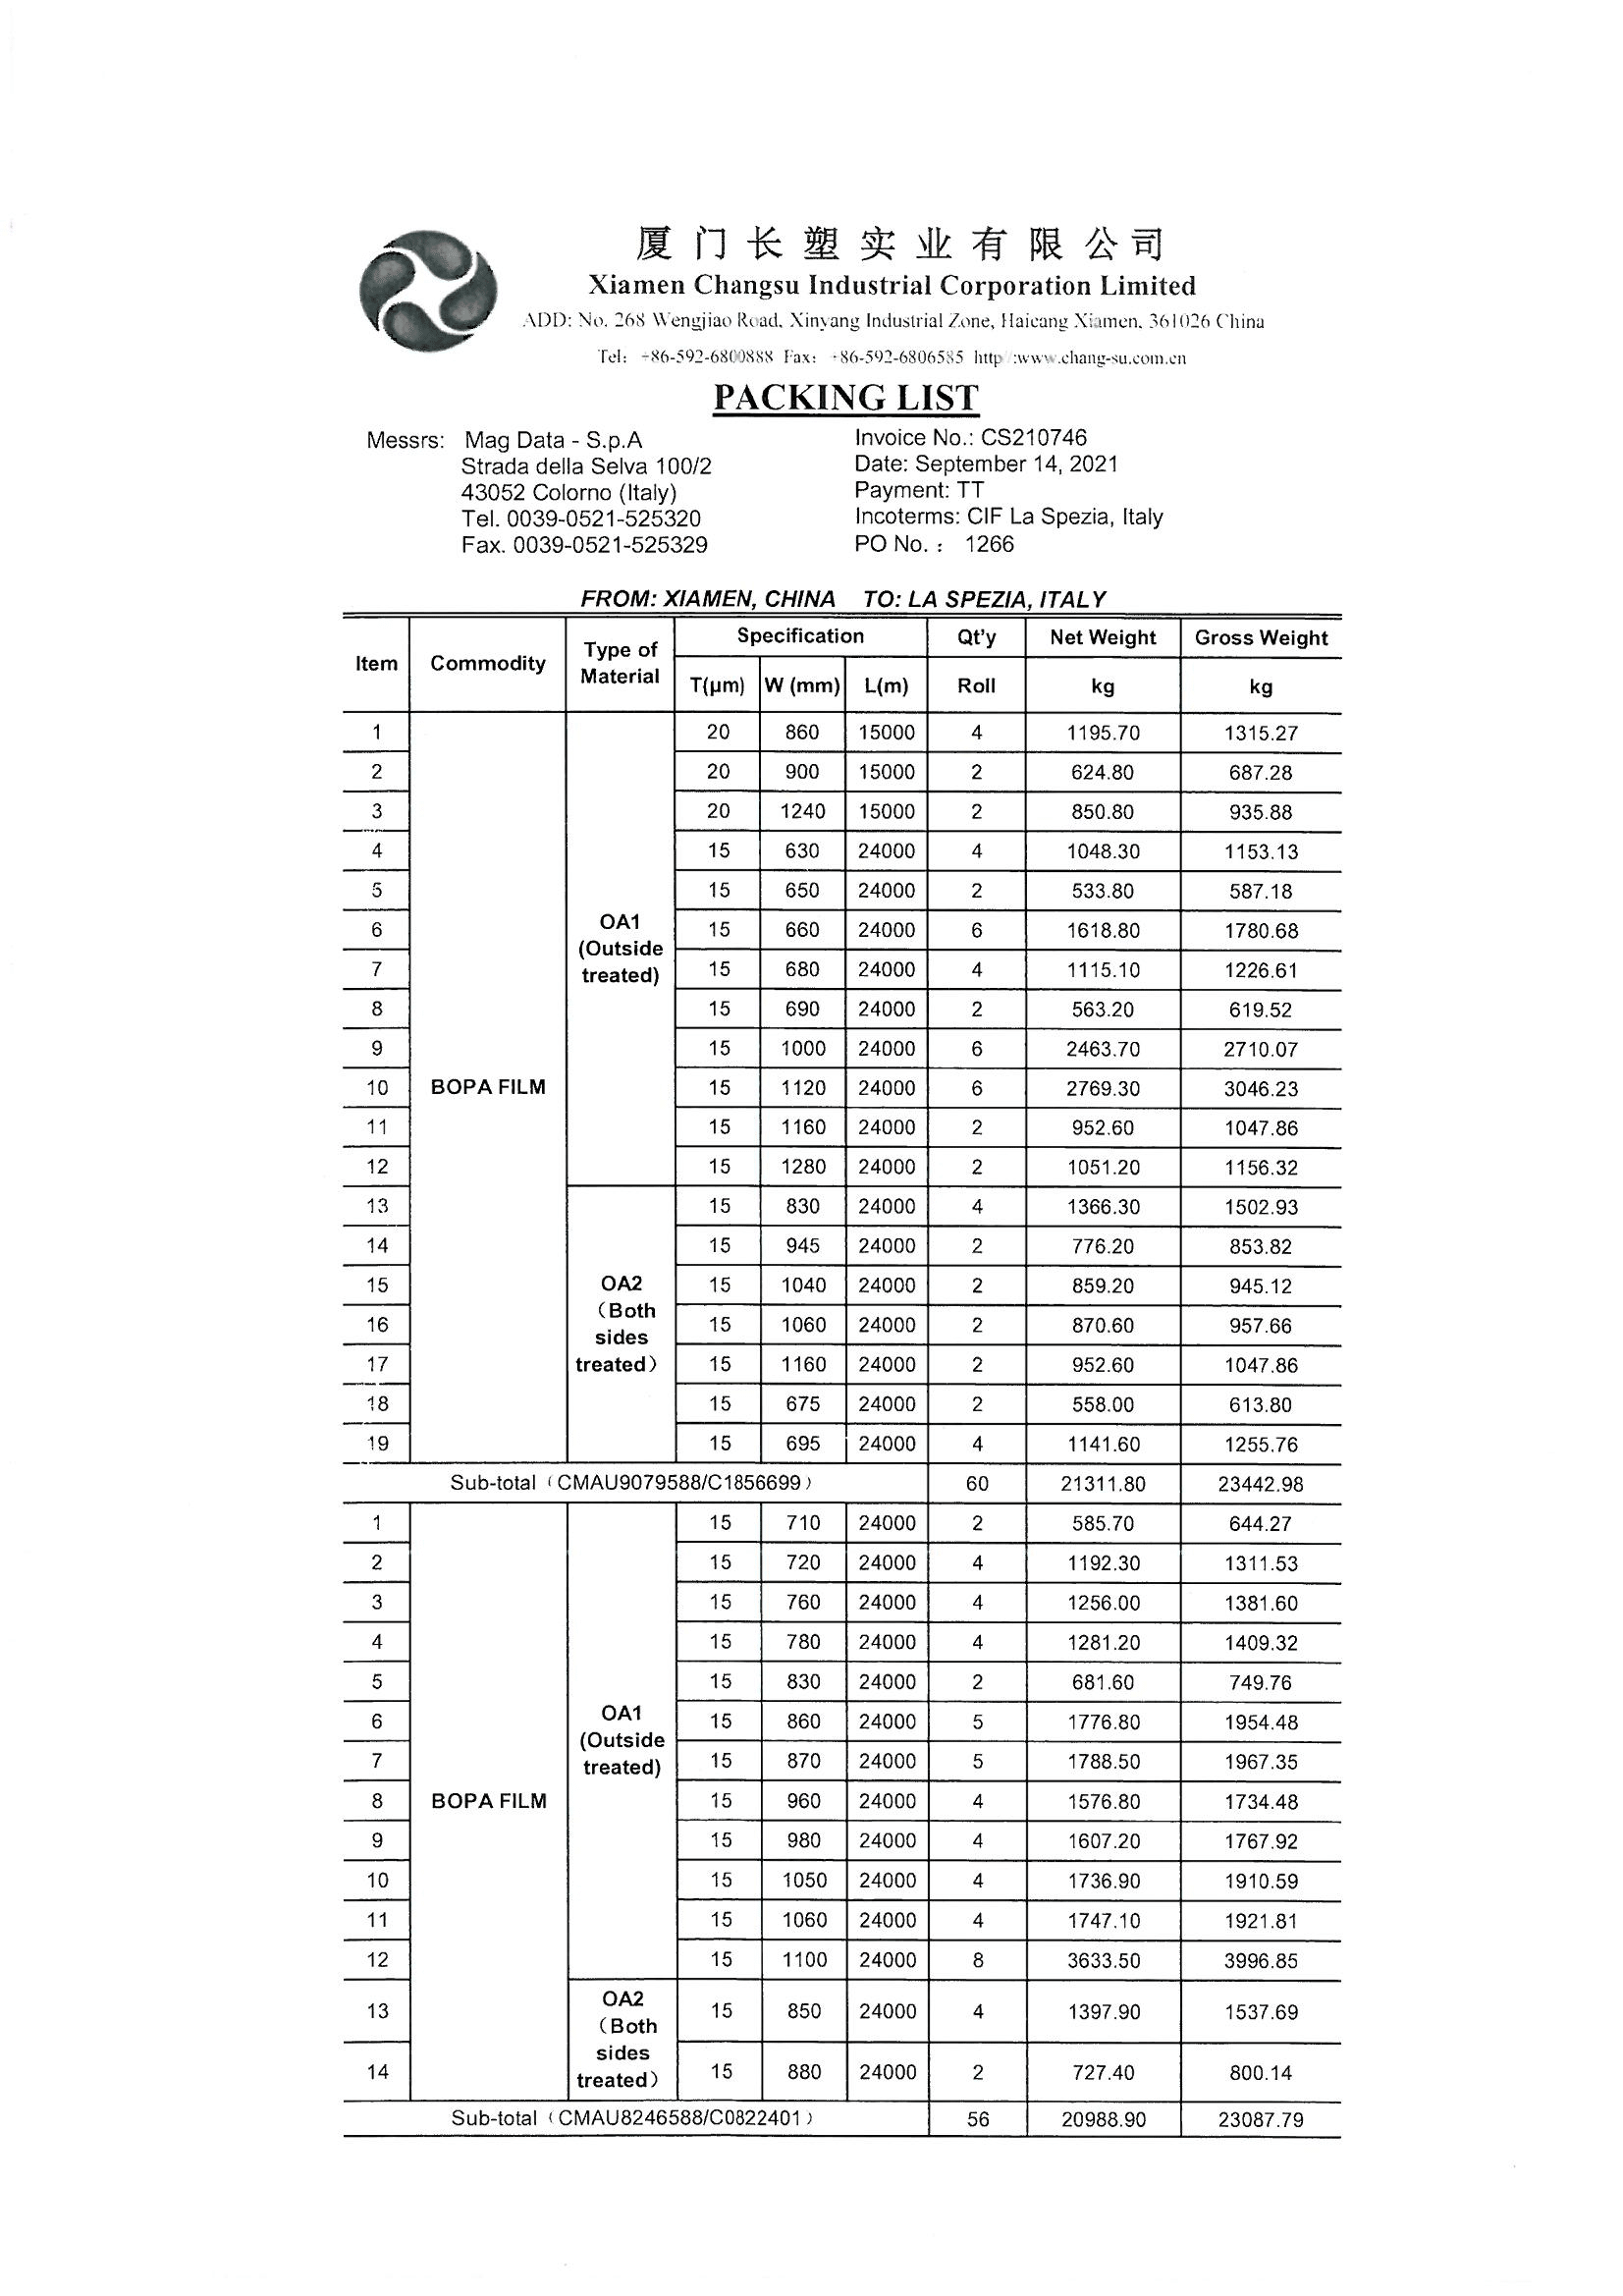 厦门长塑实业有限公司
Xiamen Changsu Industrial Corporation Limited
ADD: No. 268 Wengjiao Road, Xinyang Industrial Zone, Haicang Xiamen, 361026 China
Tel: +86-592-6800888 Fax: +86-592-6806585 http://www.chang-su.com.cn
PACKING LIST
Messrs: Mag Data - S.p.A
Strada della Selva 100/2
43052 Colorno (Italy)
Tel. 0039-0521-525320
Fax. 0039-0521-525329
Invoice No.: CS210746
Date: September 14, 2021
Payment: TT
Incoterms: CIF La Spezia, Italy
PO No.: 1266
FROM: XIAMEN, CHINA TO: LA SPEZIA, ITALY
Item Commodity Type of Material Specification Qt'y Net Weight Gross Weight
T(μm) W (mm) L(m) Roll kg kg
BOPA FILM
OA1
(Outside
treated)
1 20 860 15000 4 1195.70 1315.27
2 20 900 15000 2 624.80 687.28
3 20 1240 15000 2 850.80 935.88
4 15 630 24000 4 1048.30 1153.13
5 15 650 24000 2 533.80 587.18
6 15 660 24000 6 1618.80 1780.68
7 15 680 24000 4 1115.10 1226.61
8 15 690 24000 2 563.20 619.52
9 15 1000 24000 6 2463.70 2710.07
10 15 1120 24000 6 2769.30 3046.23
11 15 1160 24000 2 952.60 1047.86
12 15 1280 24000 2 1051.20 1156.32
OA2
（Both
sides
treated）
13 15 830 24000 4 1366.30 1502.93
14 15 945 24000 2 776.20 853.82
15 15 1040 24000 2 859.20 945.12
16 15 1060 24000 2 870.60 957.66
17 15 1160 24000 2 952.60 1047.86
18 15 675 24000 2 558.00 613.80
19 15 695 24000 4 1141.60 1255.76
Sub-total（CMAU9079588/C1856699） 60 21311.80 23442.98
BOPA FILM
OA1
(Outside
treated)
1 15 710 24000 2 585.70 644.27
2 15 720 24000 4 1192.30 1311.53
3 15 760 24000 4 1256.00 1381.60
4 15 780 24000 4 1281.20 1409.32
5 15 830 24000 2 681.60 749.76
6 15 860 24000 5 1776.80 1954.48
7 15 870 24000 5 1788.50 1967.35
8 15 960 24000 4 1576.80 1734.48
9 15 980 24000 4 1607.20 1767.92
10 15 1050 24000 4 1736.90 1910.59
11 15 1060 24000 4 1747.10 1921.81
12 15 1100 24000 8 3633.50 3996.85
OA2
（Both
sides
treated）
13 15 850 24000 4 1397.90 1537.69
14 15 880 24000 2 727.40 800.14
Sub-total（CMAU8246588/C0822401） 56 20988.90 23087.79